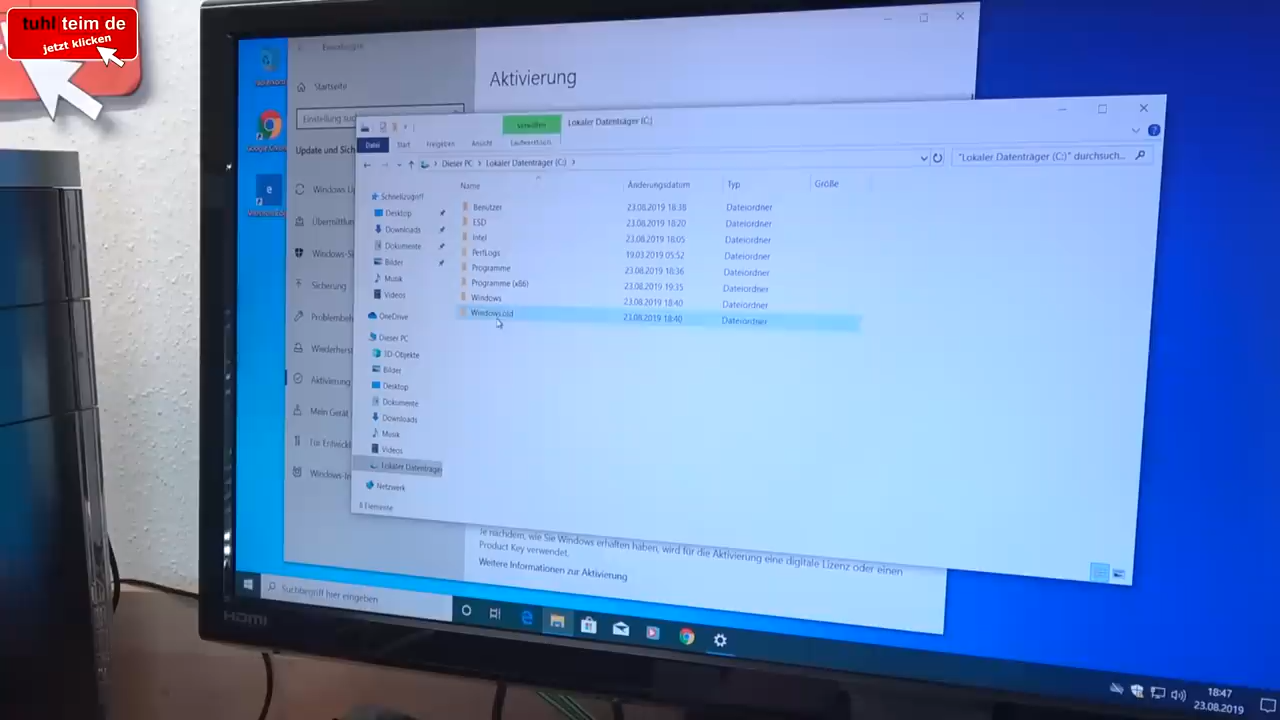 tuhl teim de
jetzt klicken
Einstellungen
Startseite
Aktivierung
Update und Sich
Windows U
Übermittlu
Windows-Si
Sicherung
Problembeh
Wiederherst
Aktivierung
Mein Gerät
Für Entwickl
Windows-In
Verwalten
Lokaler Datenträger (C:)
Datei
Start
Freigeben
Ansicht
Laufwerktools
Dieser PC
Lokaler Datenträger (C:)
"Lokaler Datenträger (C:)" durchsuch...
Name
Änderungsdatum
Typ
Größe
Schnellzugriff
Desktop
Downloads
Dokumente
Bilder
Musik
Videos
OneDrive
Dieser PC
3D-Objekte
Bilder
Desktop
Dokumente
Downloads
Musik
Videos
Lokaler Datenträger
Netzwerk
8 Elemente
Benutzer 23.08.2019 18:38 Dateiordner
ESD 23.08.2019 18:20 Dateiordner
Intel 23.08.2019 18:05 Dateiordner
PerfLogs 19.03.2019 05:52 Dateiordner
Programme 23.08.2019 18:36 Dateiordner
Programme (x86) 23.08.2019 19:35 Dateiordner
Windows 23.08.2019 18:40 Dateiordner
Windows.old 23.08.2019 18:40 Dateiordner
Je nachdem, wie Sie Windows erhalten haben, wird für die Aktivierung eine digitale Lizenz oder einen
Product Key verwendet.
Weitere Informationen zur Aktivierung
Suchbegriff hier eingeben
18:47
23.08.2019
HDMI